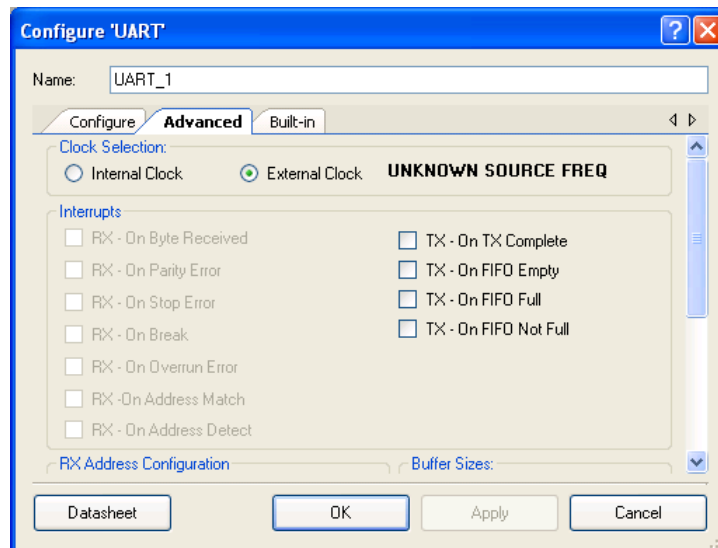 Configure 'UART'
Name: UART_1
Configure Advanced Built-in
Clock Selection:
Internal Clock External Clock UNKNOWN SOURCE FREQ
Interrupts
RX - On Byte Received
RX - On Parity Error
RX - On Stop Error
RX - On Break
RX - On Overrun Error
RX -On Address Match
RX - On Address Detect
TX - On TX Complete
TX - On FIFO Empty
TX - On FIFO Full
TX - On FIFO Not Full
RX Address Configuration Buffer Sizes:
Datasheet OK Apply Cancel